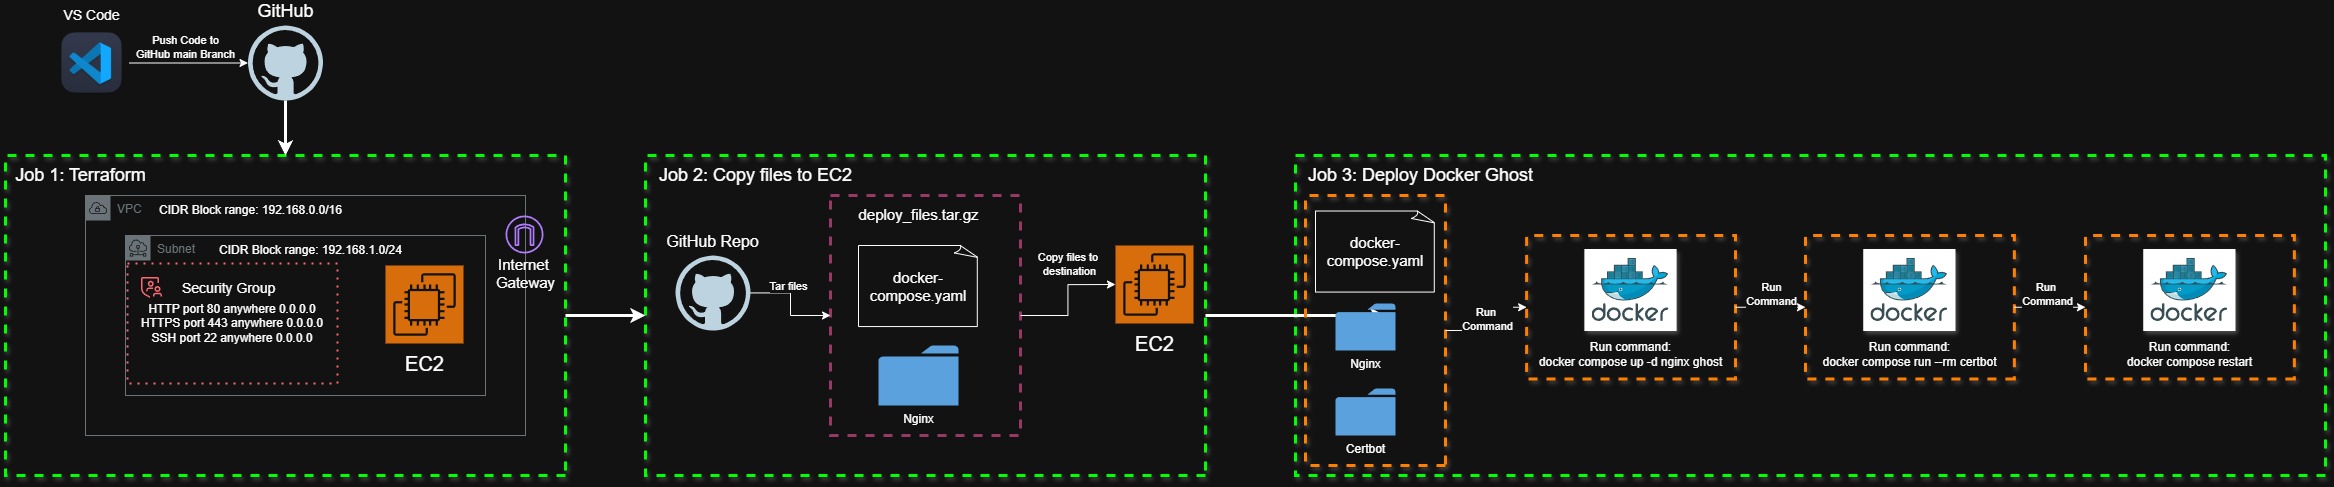 VS Code
GitHub
Push Code to
GitHub main Branch
Job 1: Terraform
VPC
CIDR Block range: 192.168.0.0/16
Subnet
CIDR Block range: 192.168.1.0/24
Security Group
HTTP port 80 anywhere 0.0.0.0
HTTPS port 443 anywhere 0.0.0.0
SSH port 22 anywhere 0.0.0.0
EC2
Internet
Gateway
Job 2: Copy files to EC2
GitHub Repo
Tar files
deploy_files.tar.gz
docker-
compose.yaml
Nginx
Copy files to
destination
EC2
Job 3: Deploy Docker Ghost
docker-
compose.yaml
Nginx
Certbot
Run
Command
docker
Run command:
docker compose up -d nginx ghost
Run
Command
docker
Run command:
docker compose run --rm certbot
Run
Command
docker
Run command:
docker compose restart